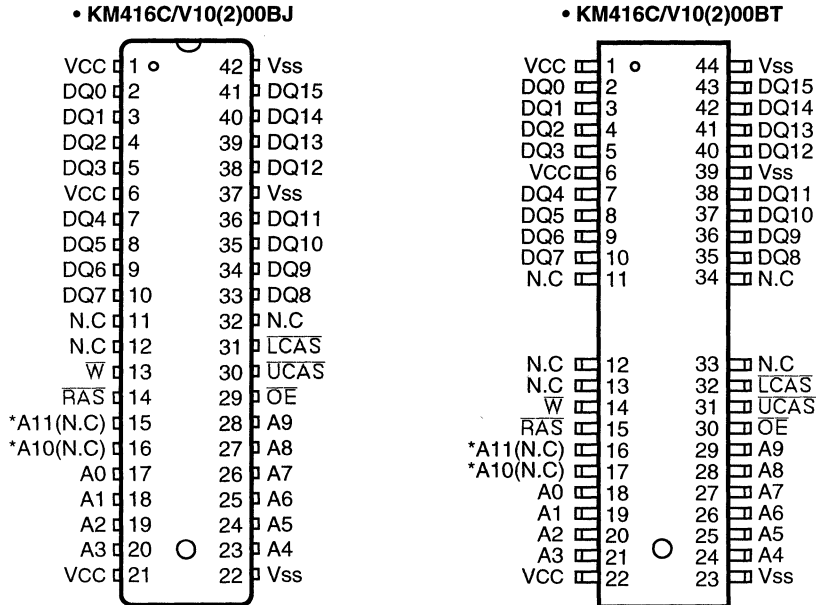 • KM416C/V10(2)00BJ
VCC 1 42 Vss
DQ0 2 41 DQ15
DQ1 3 40 DQ14
DQ2 4 39 DQ13
DQ3 5 38 DQ12
VCC 6 37 Vss
DQ4 7 36 DQ11
DQ5 8 35 DQ10
DQ6 9 34 DQ9
DQ7 10 33 DQ8
N.C 11 32 N.C
N.C 12 31 L̅C̅A̅S̅
W̅ 13 30 U̅C̅A̅S̅
R̅A̅S̅ 14 29 O̅E̅
*A11(N.C) 15 28 A9
*A10(N.C) 16 27 A8
A0 17 26 A7
A1 18 25 A6
A2 19 24 A5
A3 20 23 A4
VCC 21 22 Vss
• KM416C/V10(2)00BT
VCC 1 44 Vss
DQ0 2 43 DQ15
DQ1 3 42 DQ14
DQ2 4 41 DQ13
DQ3 5 40 DQ12
VCC 6 39 Vss
DQ4 7 38 DQ11
DQ5 8 37 DQ10
DQ6 9 36 DQ9
DQ7 10 35 DQ8
N.C 11 34 N.C
N.C 12 33 N.C
N.C 13 32 L̅C̅A̅S̅
W̅ 14 31 U̅C̅A̅S̅
R̅A̅S̅ 15 30 O̅E̅
*A11(N.C) 16 29 A9
*A10(N.C) 17 28 A8
A0 18 27 A7
A1 19 26 A6
A2 20 25 A5
A3 21 24 A4
VCC 22 23 Vss